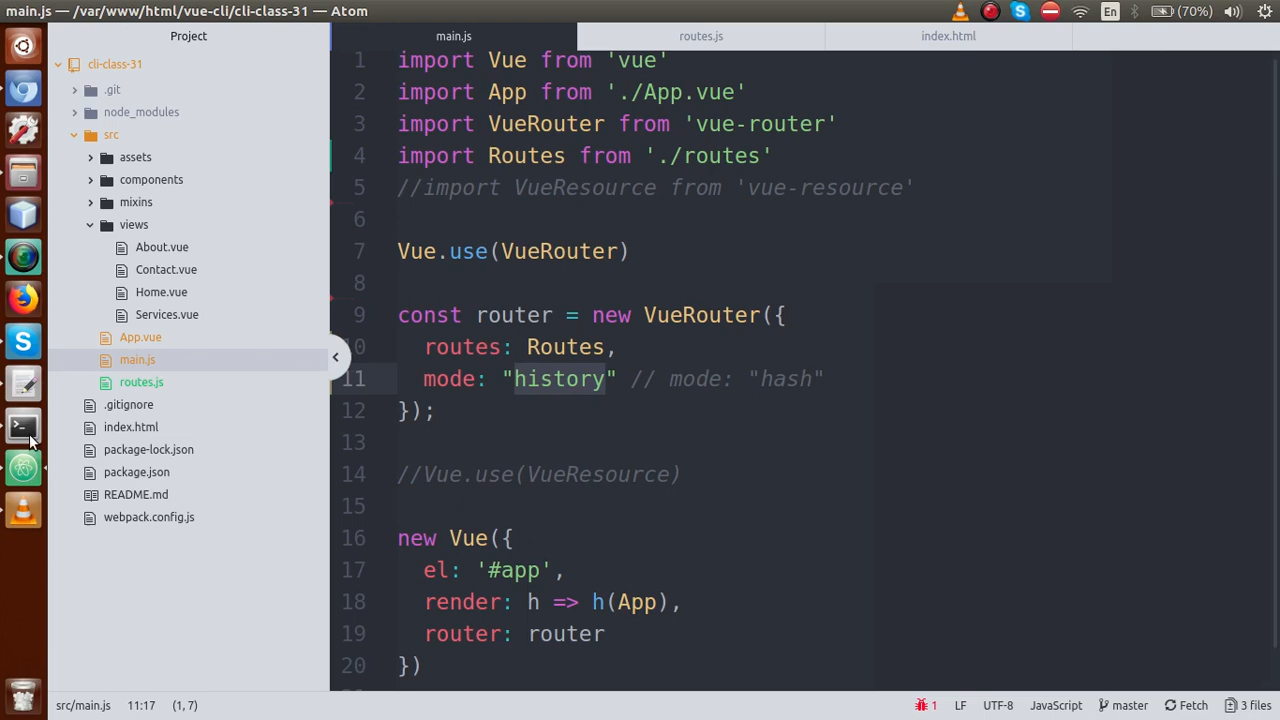 main.js — /var/www/html/vue-cli/cli-class-31 — Atom
En
(70%)
Project
main.js
routes.js
index.html
cli-class-31
.git
node_modules
src
assets
components
mixins
views
About.vue
Contact.vue
Home.vue
Services.vue
App.vue
main.js
routes.js
.gitignore
index.html
package-lock.json
package.json
README.md
webpack.config.js
1 import Vue from 'vue'
2 import App from './App.vue'
3 import VueRouter from 'vue-router'
4 import Routes from './routes'
5 //import VueResource from 'vue-resource'
6
7 Vue.use(VueRouter)
8
9 const router = new VueRouter({
10 routes: Routes,
11 mode: "history" // mode: "hash"
12 });
13
14 //Vue.use(VueResource)
15
16 new Vue({
17 el: '#app',
18 render: h => h(App),
19 router: router
20 })
src/main.js 11:17 (1, 7)
1 LF UTF-8 JavaScript master Fetch 3 files